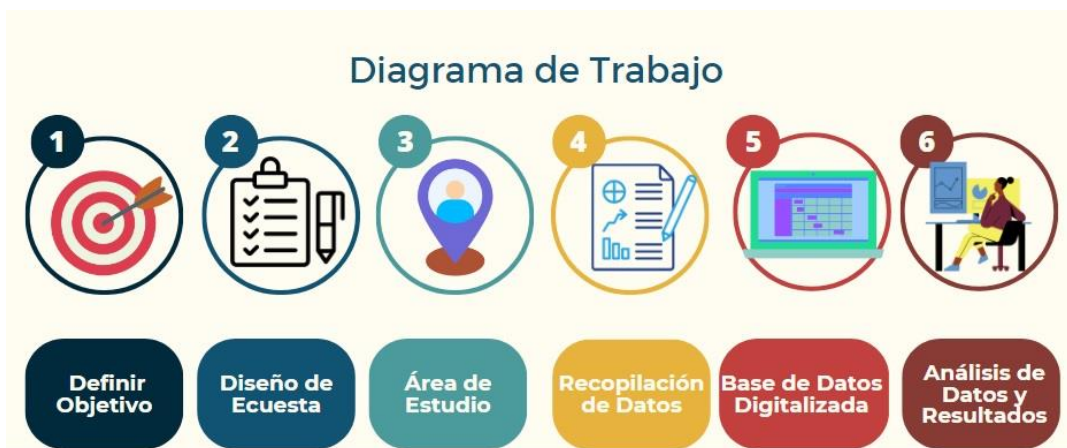 Diagrama de Trabajo
1
2
3
4
5
6
Definir
Objetivo
Diseño de
Ecuesta
Área de
Estudio
Recopilación
de Datos
Base de Datos
Digitalizada
Análisis de
Datos y
Resultados